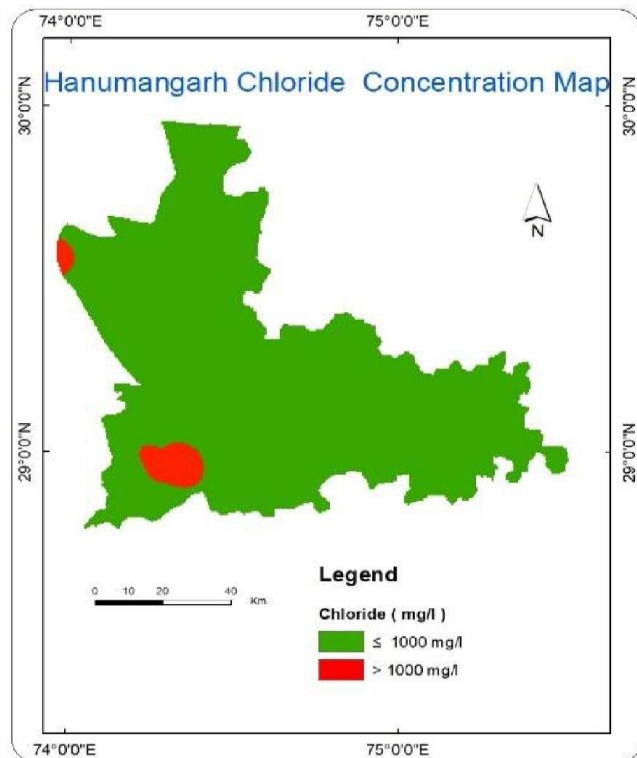 74°0'0"E 75°0'0"E
Hanumangarh Chloride Concentration Map
30°0'0"N 30°0'0"N
N
29°0'0"N 29°0'0"N
0 10 20 40
Km
Legend
Chloride ( mg/l )
≤ 1000 mg/l
> 1000 mg/l
74°0'0"E 75°0'0"E